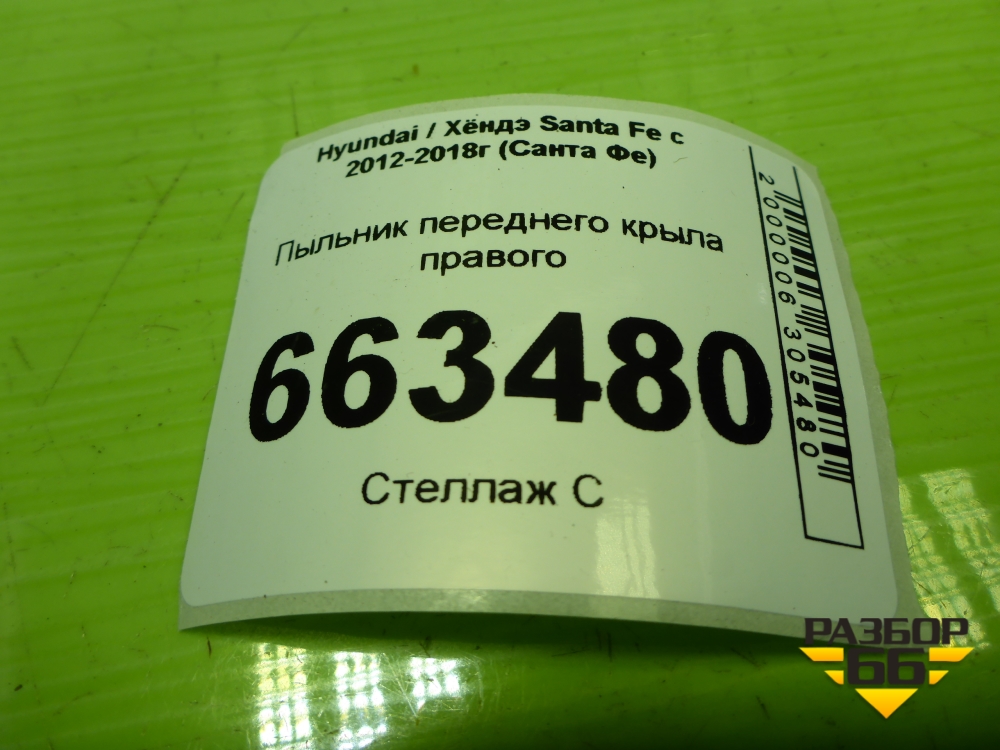 Hyundai / Хёндэ Santa Fe с
2012-2018г (Санта Фе)
Пыльник переднего крыла
правого
663480
Стеллаж С
2000006305480
РАЗБОР
66